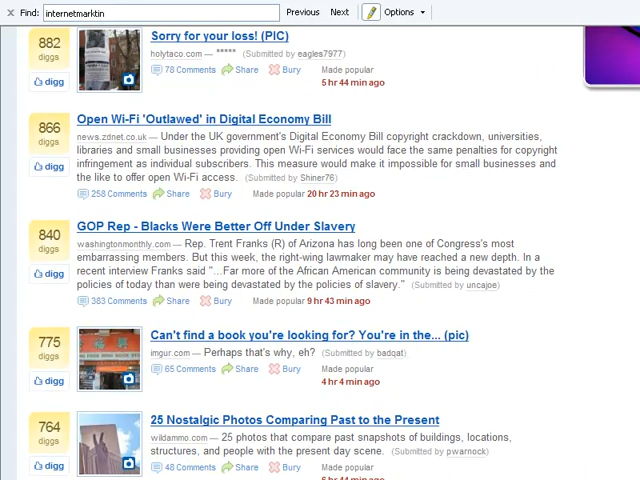 Find: internetmarktin Previous Next Options
882
diggs
digg
Sorry for your loss! (PIC)
holytaco.com — ***** (Submitted by eagles7977)
78 Comments Share Bury Made popular
5 hr 44 min ago
866
diggs
digg
Open Wi-Fi 'Outlawed' in Digital Economy Bill
news.zdnet.co.uk — Under the UK government's Digital Economy Bill copyright crackdown, universities,
libraries and small businesses providing open Wi-Fi services would face the same penalties for copyright
infringement as individual subscribers. This measure would make it impossible for small businesses and
the like to offer open Wi-Fi access. (Submitted by Shiner76)
258 Comments Share Bury Made popular 20 hr 23 min ago
840
diggs
digg
GOP Rep - Blacks Were Better Off Under Slavery
washingtonmonthly.com — Rep. Trent Franks (R) of Arizona has long been one of Congress's most
embarrassing members. But this week, the right-wing lawmaker may have reached a new depth. In a
recent interview Franks said "...Far more of the African American community is being devastated by the
policies of today than were being devastated by the policies of slavery." (Submitted by uncajoe)
383 Comments Share Bury Made popular 9 hr 43 min ago
775
diggs
digg
Can't find a book you're looking for? You're in the... (pic)
imgur.com — Perhaps that's why, eh? (Submitted by badqat)
65 Comments Share Bury Made popular
4 hr 4 min ago
764
diggs
digg
25 Nostalgic Photos Comparing Past to the Present
wildammo.com — 25 photos that compare past snapshots of buildings, locations,
structures, and people with the present day scene. (Submitted by pwarnock)
48 Comments Share Bury Made popular
6 hr 44 min ago